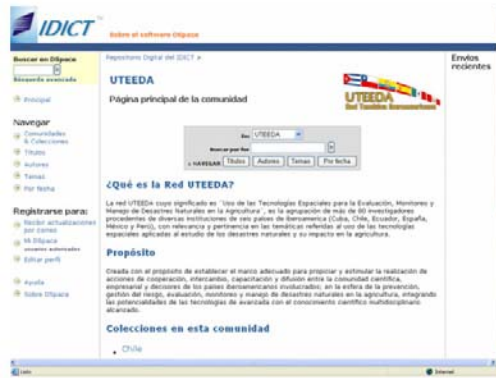 IDICT
Sobre el software DSpace
Buscar en DSpace
Búsqueda avanzada
Principal
Navegar
Comunidades
& Colecciones
Títulos
Autores
Temas
Por fecha
Registrarse para:
Recibir actualizaciones
por correo
Mi DSpace
usuarios autorizados
Editar perfil
Ayuda
Sobre DSpace
Repositorio Digital del IDICT >
UTEEDA
Página principal de la comunidad
UTEEDA
Red Temática Iberoamericana
En: UTEEDA
Buscar por for
o NAVEGAR Títulos Autores Temas Por fecha
¿Qué es la Red UTEEDA?
La red UTEEDA cuyo significado es "Uso de las Tecnologías Espaciales para la Evaluación, Monitoreo y
Manejo de Desastres Naturales en la Agricultura", es la agrupación de más de 80 investigadores
procedentes de diversas instituciones de seis países de Iberoamerica (Cuba, Chile, Ecuador, España,
México y Perú), con relevancia y pertinencia en las temáticas referidas al uso de las tecnologías
espaciales aplicadas al estudio de los desastres naturales y su impacto en la agricultura.
Propósito
Creada con el propósito de establecer el marco adecuado para propiciar y estimular la realización de
acciones de cooperación, intercambio, capacitación y difusión entre la comunidad científica,
empresarial y decisores de los países iberoamericanos involucrados; en la esfera de la prevención,
gestión del riesgo, evaluación, monitoreo y manejo de desastres naturales en la agricultura, integrando
las potencialidades de las tecnologías de avanzada con el conocimiento científico multidisciplinario
alcanzado.
Colecciones en esta comunidad
Chile
Envíos
recientes
Listo
Internet